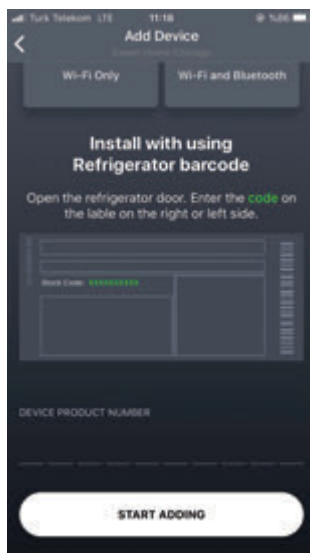 Turk Telekom LTE 11:18
Add Device
Wi-Fi Only
Wi-Fi and Bluetooth
Install with using
Refrigerator barcode
Open the refrigerator door. Enter the code on
the lable on the right or left side.
Stock Code:
DEVICE PRODUCT NUMBER
START ADDING